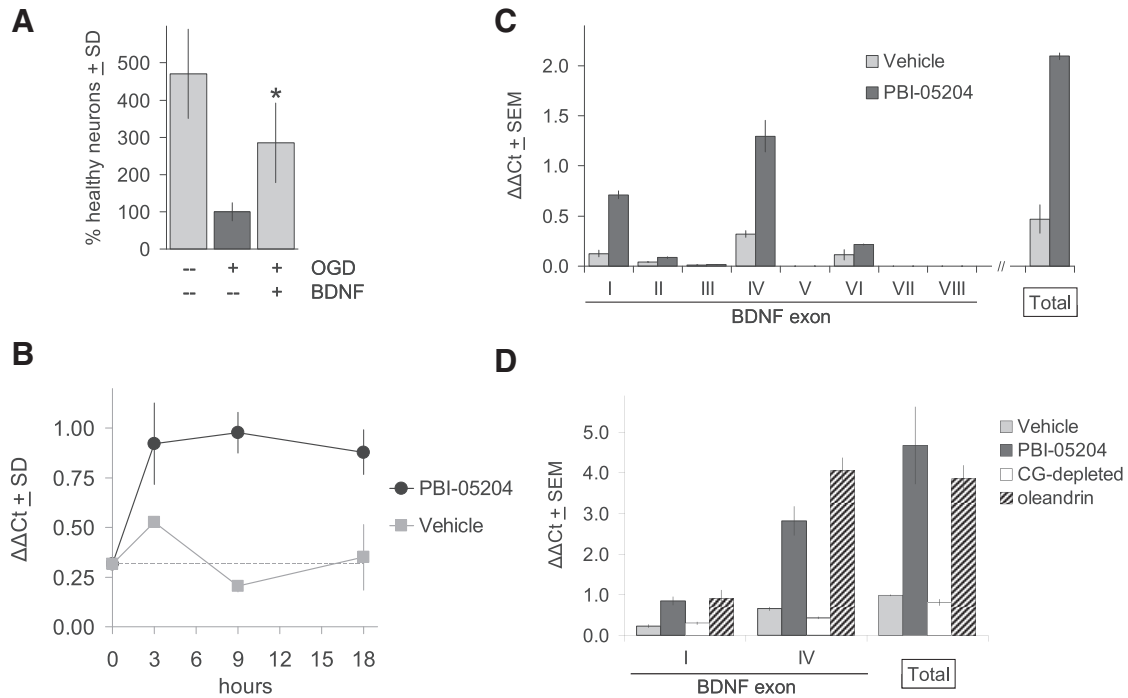 A
% healthy neurons ± SD
500
400
300
200
100
0
*
-- + + OGD
-- -- + BDNF
B
ΔΔCt ± SD
1.00
0.75
0.50
0.25
0.00
0 3 6 9 12 15 18
hours
PBI-05204
Vehicle
C
ΔΔCt ± SEM
2.0
1.5
1.0
0.5
0.0
Vehicle
PBI-05204
I II III IV V VI VII VIII // Total
BDNF exon
D
ΔΔCt ± SEM
5.0
4.0
3.0
2.0
1.0
0.0
Vehicle
PBI-05204
CG-depleted
oleandrin
I IV Total
BDNF exon